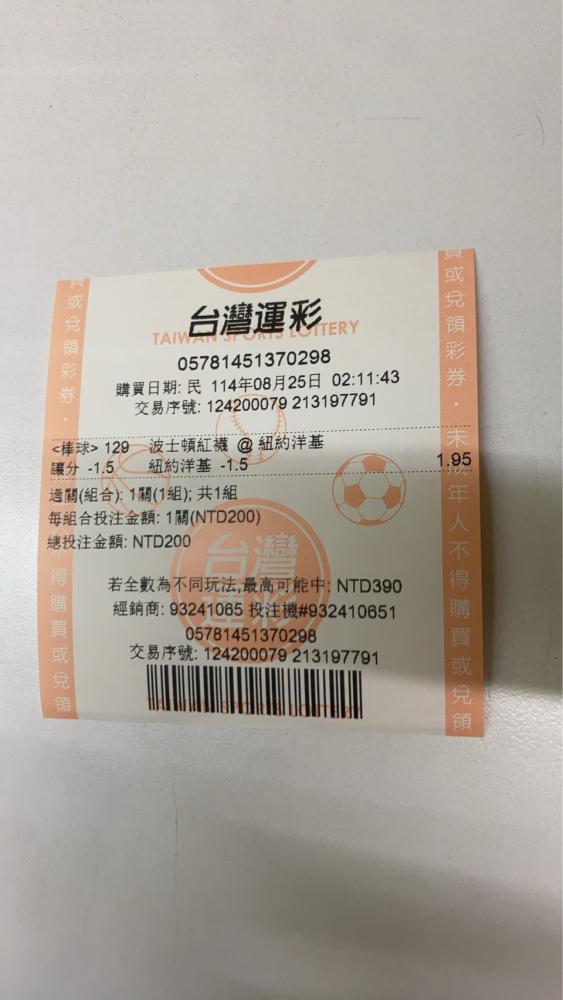 台灣運彩
TAIWAN SPORTS LOTTERY
05781451370298
購買日期: 民 114年08月25日 02:11:43
交易序號: 124200079 213197791
<棒球> 129 波士頓紅襪 @ 紐約洋基
讓分 -1.5 紐約洋基 -1.5 1.95
過關(組合): 1關(1組); 共1組
每組合投注金額: 1關(NTD200)
總投注金額: NTD200
台灣運彩
若全數為不同玩法,最高可能中: NTD390
經銷商: 93241065 投注機#932410651
05781451370298
交易序號: 124200079 213197791
TAIWAN SPORTS LOTTERY
買或兌領彩券・
得購買或兌領
或兌領彩券・未
年人不得購買或兌領